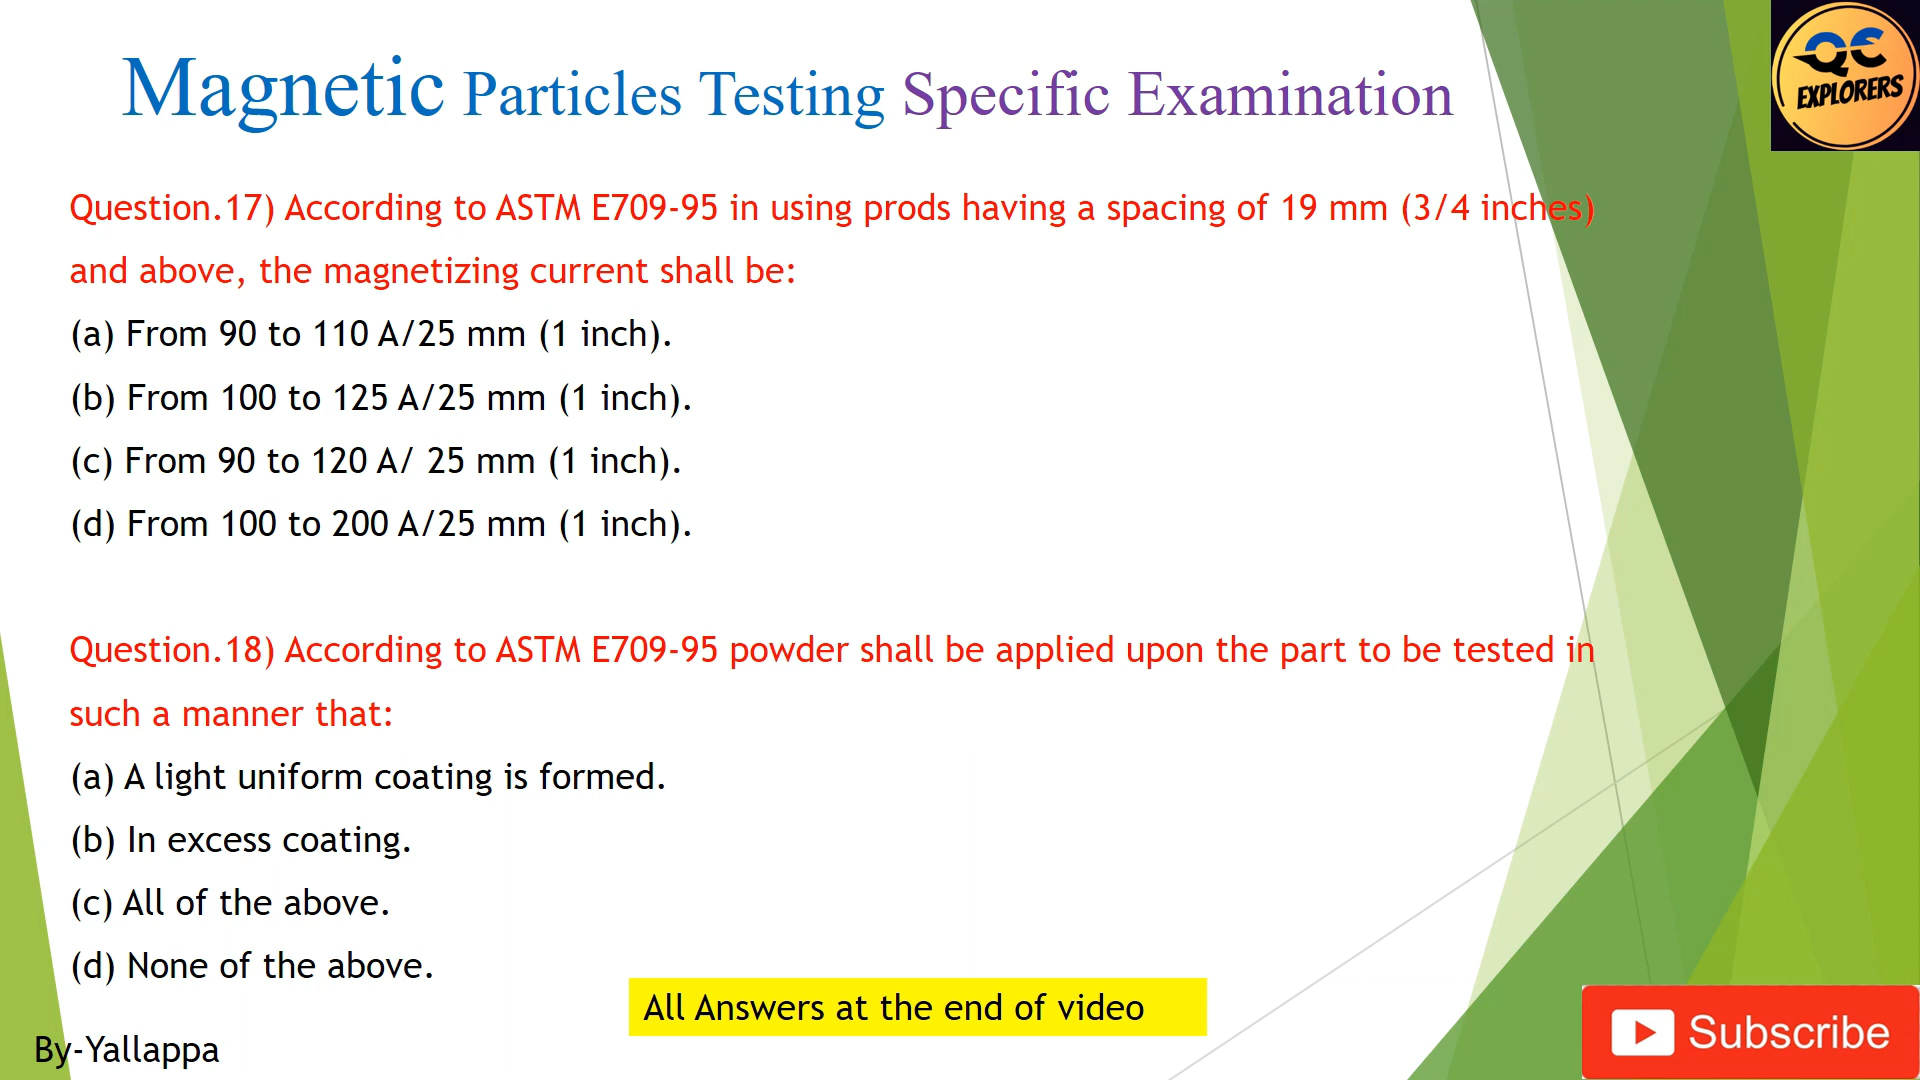 Magnetic Particles Testing Specific Examination
QE
EXPLORERS
Question.17) According to ASTM E709-95 in using prods having a spacing of 19 mm (3/4 inches)
and above, the magnetizing current shall be:
(a) From 90 to 110 A/25 mm (1 inch).
(b) From 100 to 125 A/25 mm (1 inch).
(c) From 90 to 120 A/ 25 mm (1 inch).
(d) From 100 to 200 A/25 mm (1 inch).
Question.18) According to ASTM E709-95 powder shall be applied upon the part to be tested in
such a manner that:
(a) A light uniform coating is formed.
(b) In excess coating.
(c) All of the above.
(d) None of the above.
All Answers at the end of video
By-Yallappa
Subscribe